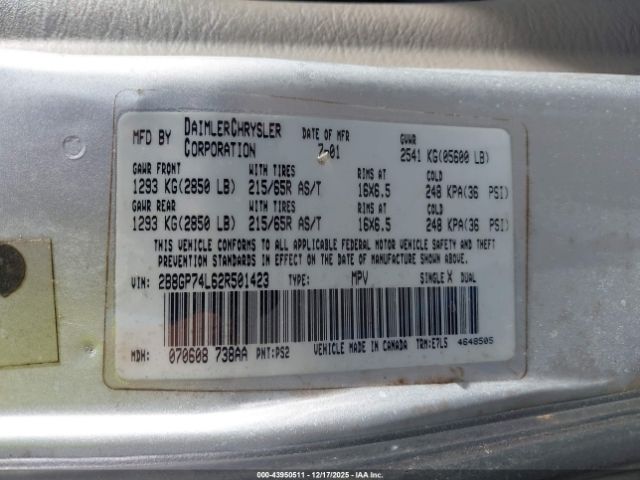 MFD BY DAIMLERCHRYSLER CORPORATION DATE OF MFR 7-01 GVWR 2541 KG(05600 LB)
GAWR FRONT WITH TIRES RIMS AT COLD
1293 KG(2850 LB) 215/65R AS/T 16X6.5 248 KPA(36 PSI)
GAWR REAR WITH TIRES RIMS AT COLD
1293 KG(2850 LB) 215/65R AS/T 16X6.5 248 KPA(36 PSI)
THIS VEHICLE CONFORMS TO ALL APPLICABLE FEDERAL MOTOR VEHICLE SAFETY AND THEFT
PREVENTION STANDARDS IN EFFECT ON THE DATE OF MANUFACTURE SHOWN ABOVE.
VIN: 2B8GP74L62R501423 TYPE: MPV SINGLE X DUAL
MDH: 070608 738AA PNT:PS2 VEHICLE MADE IN CANADA TRM:E7LS 4648505
000-43950511 - 12/17/2025 - IAAI, Inc.